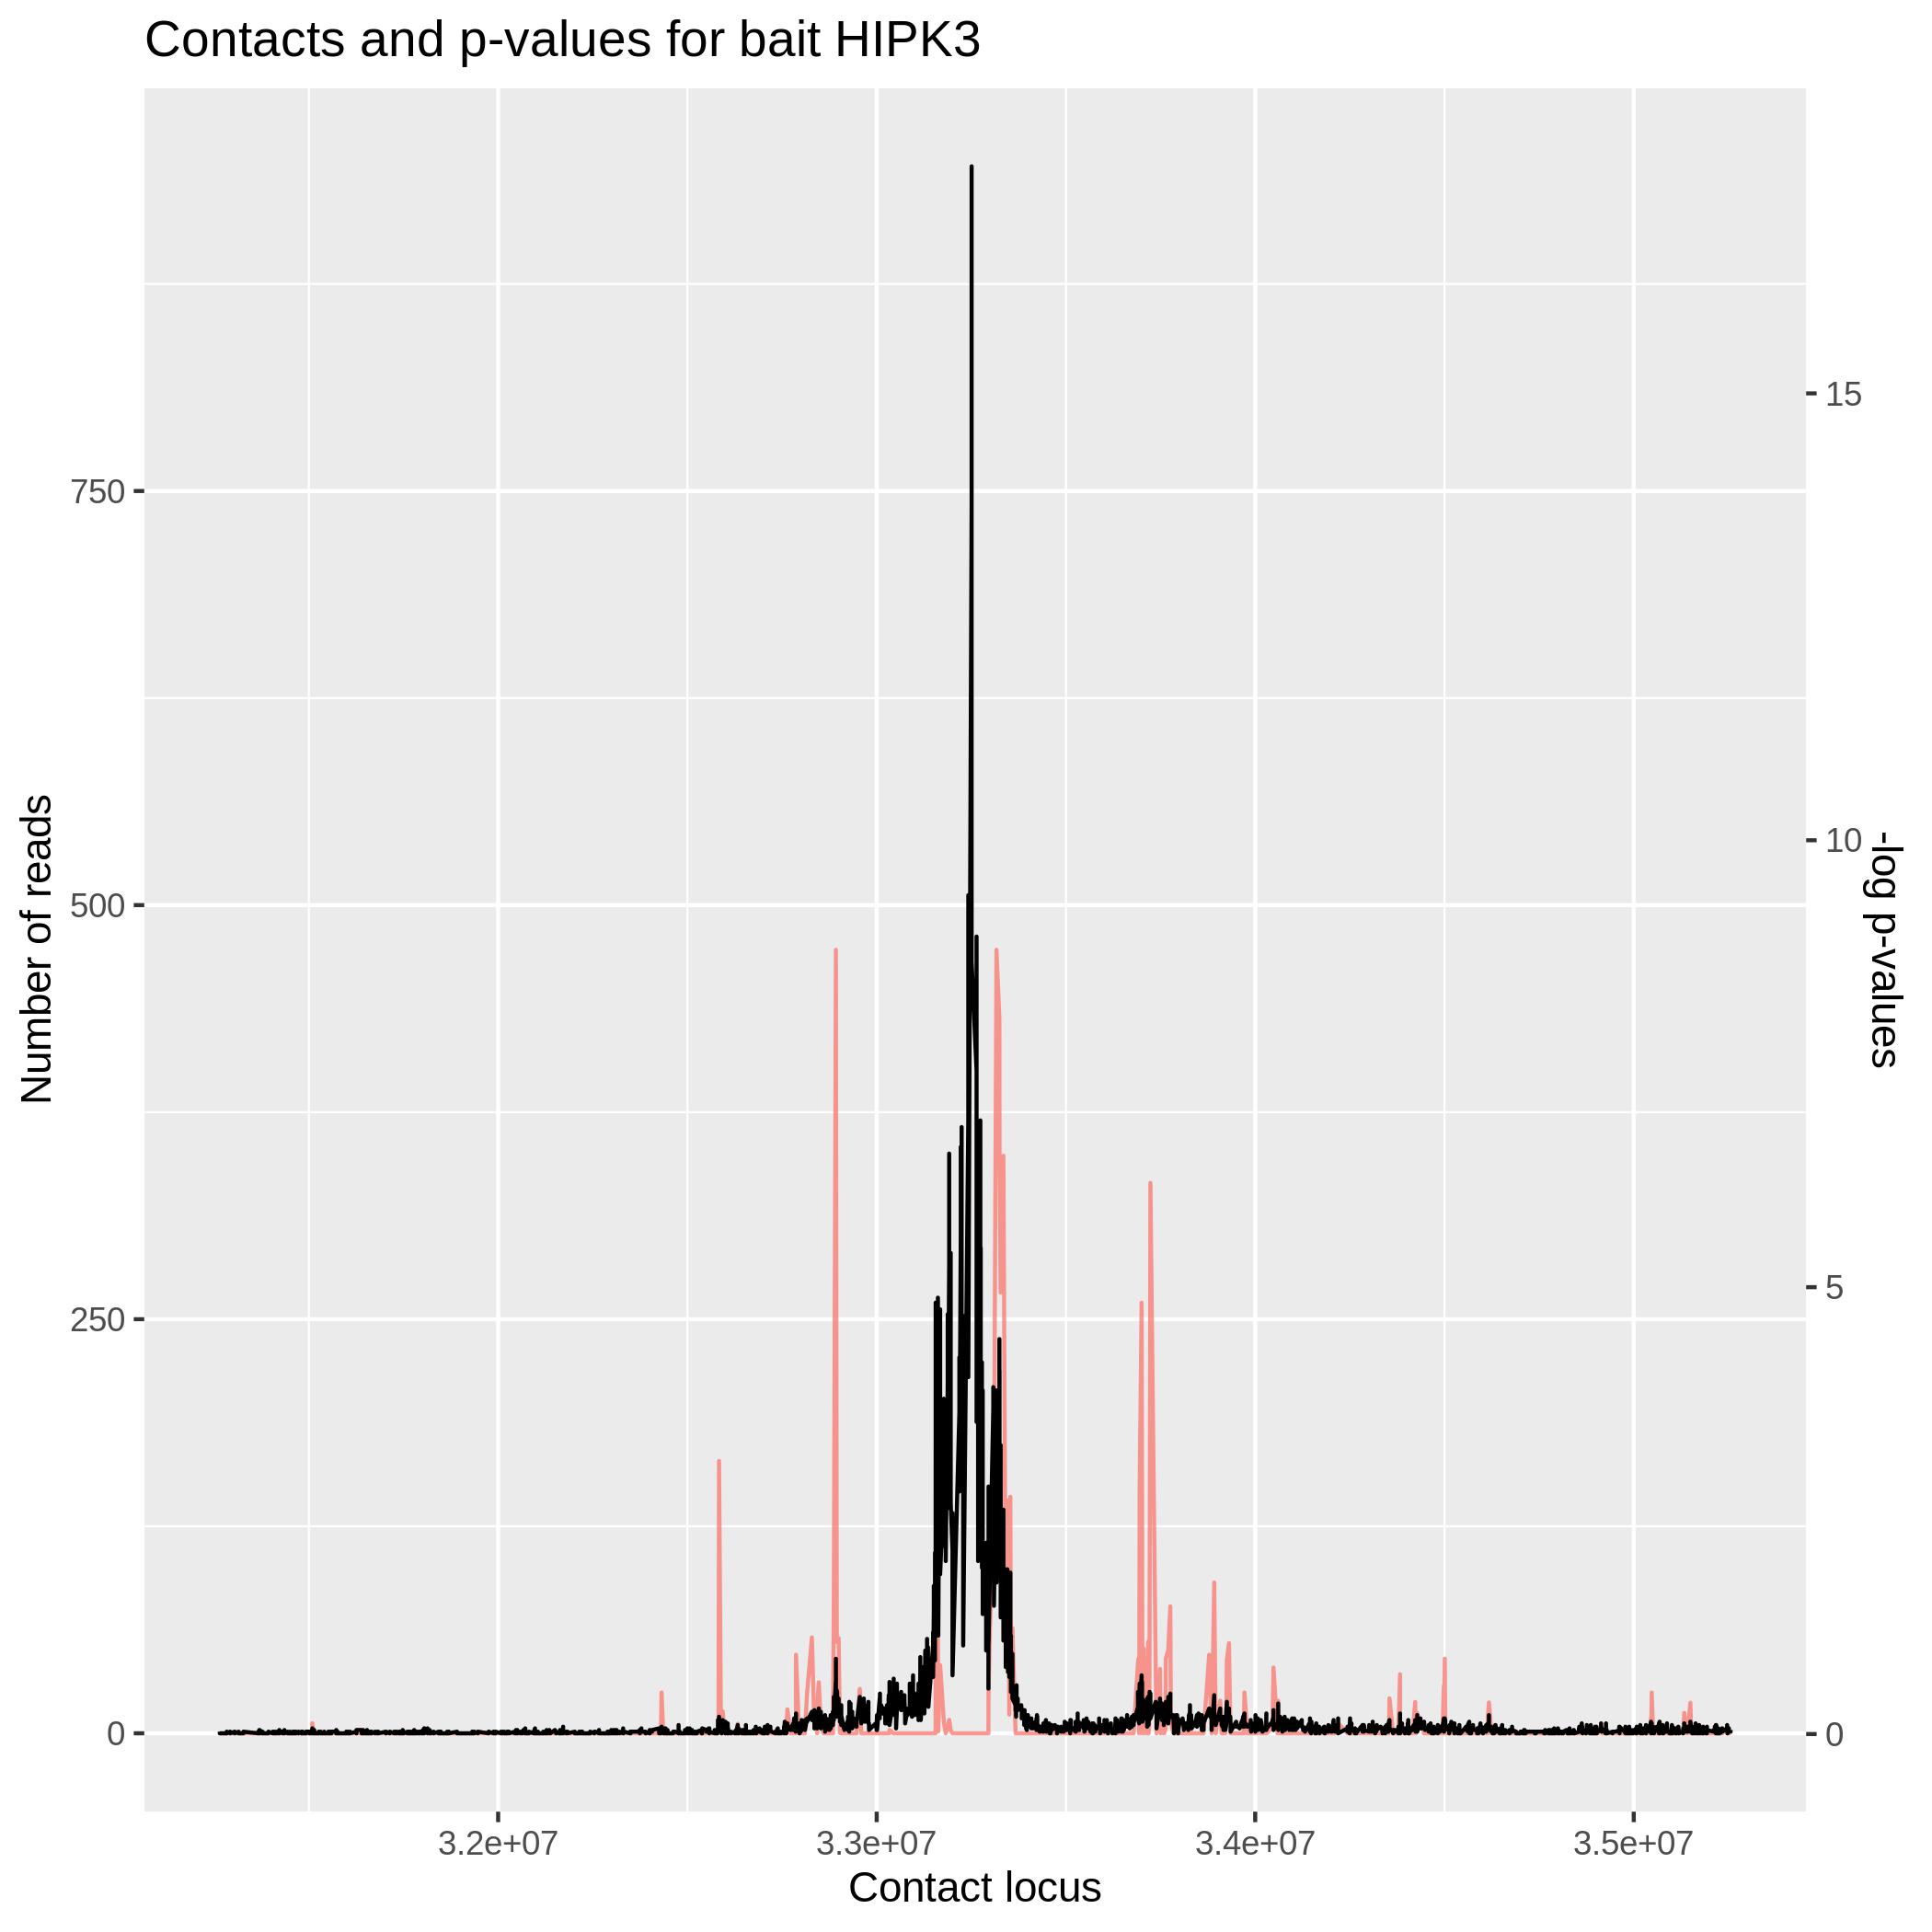 Contacts and p-values for bait HIPK3
Number of reads
750
500
250
0
15
10
5
0
-log p-values
3.2e+07
3.3e+07
3.4e+07
3.5e+07
Contact locus